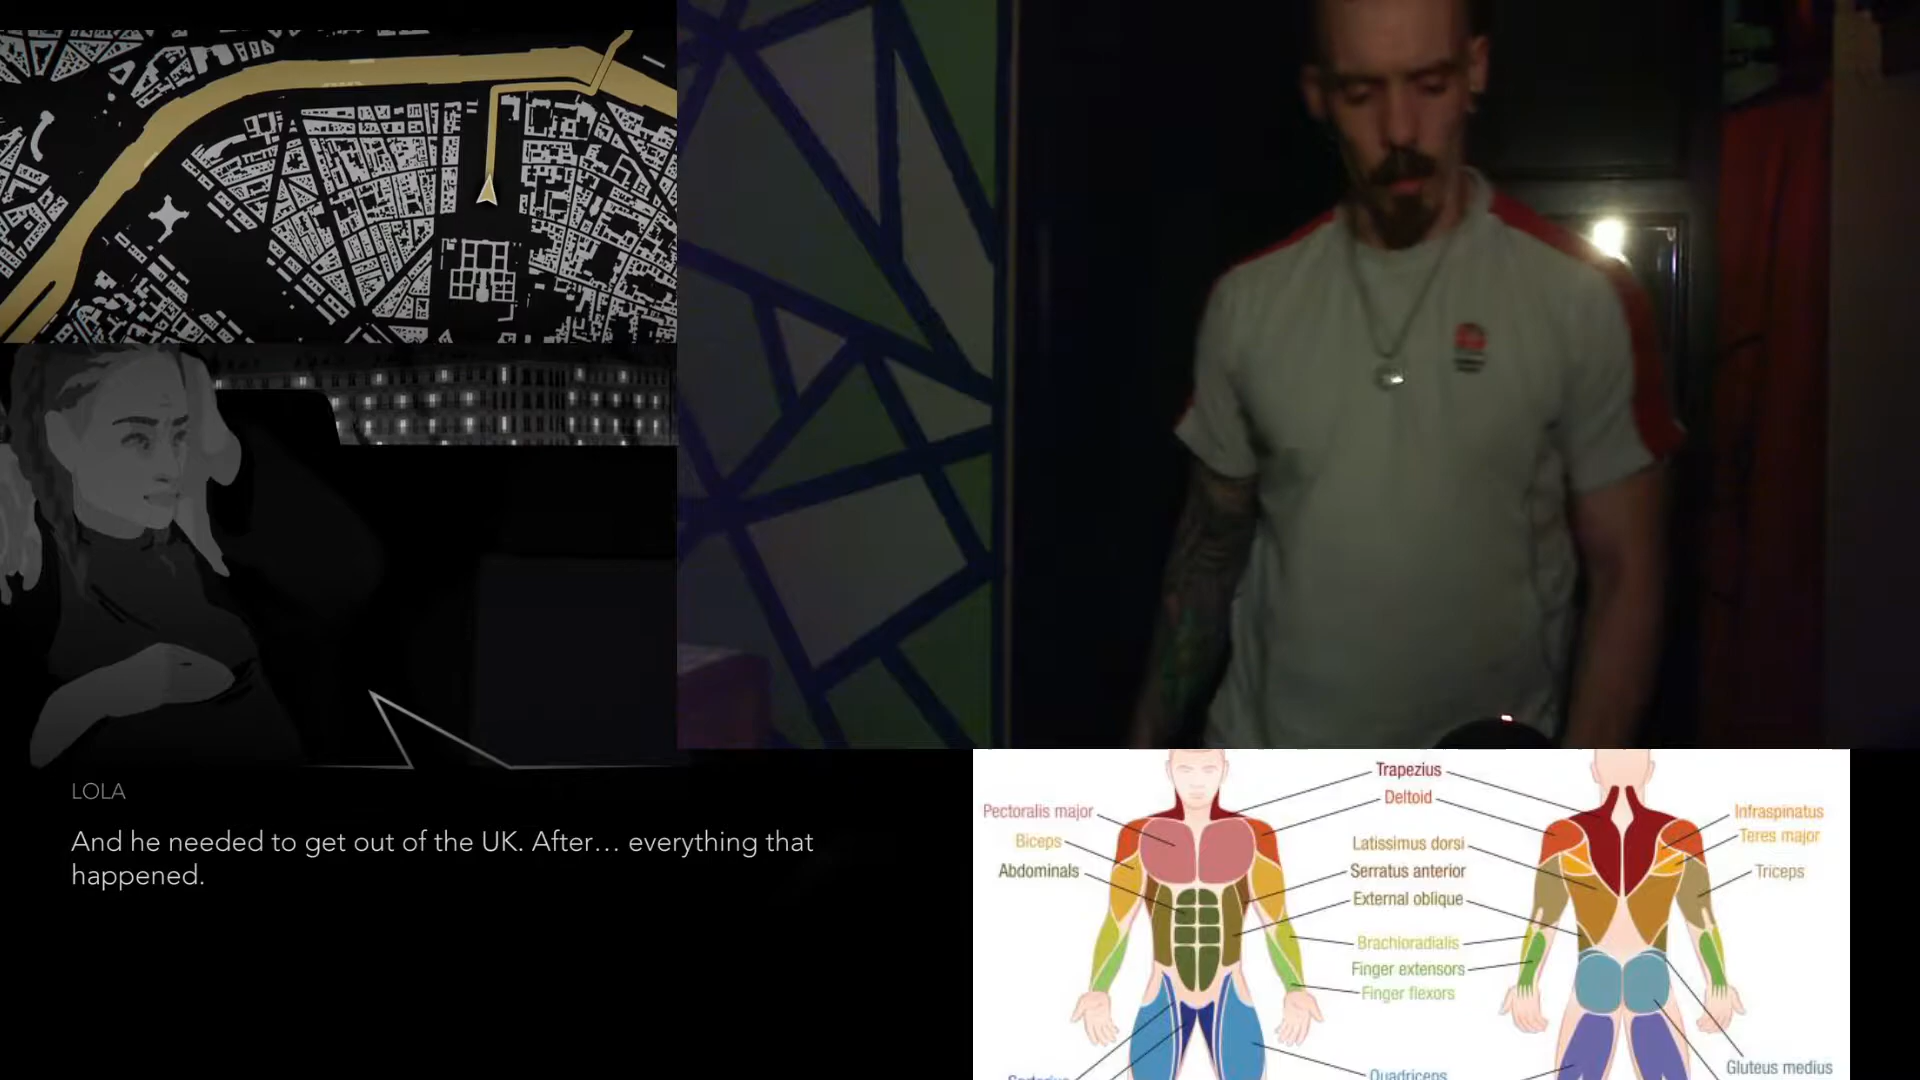 LOLA
And he needed to get out of the UK. After... everything that
happened.
Trapezius
Deltoid
Pectoralis major
Biceps
Abdominals
Latissimus dorsi
Serratus anterior
External oblique
Brachioradialis
Finger extensors
Finger flexors
Quadriceps
Infraspinatus
Teres major
Triceps
Gluteus medius